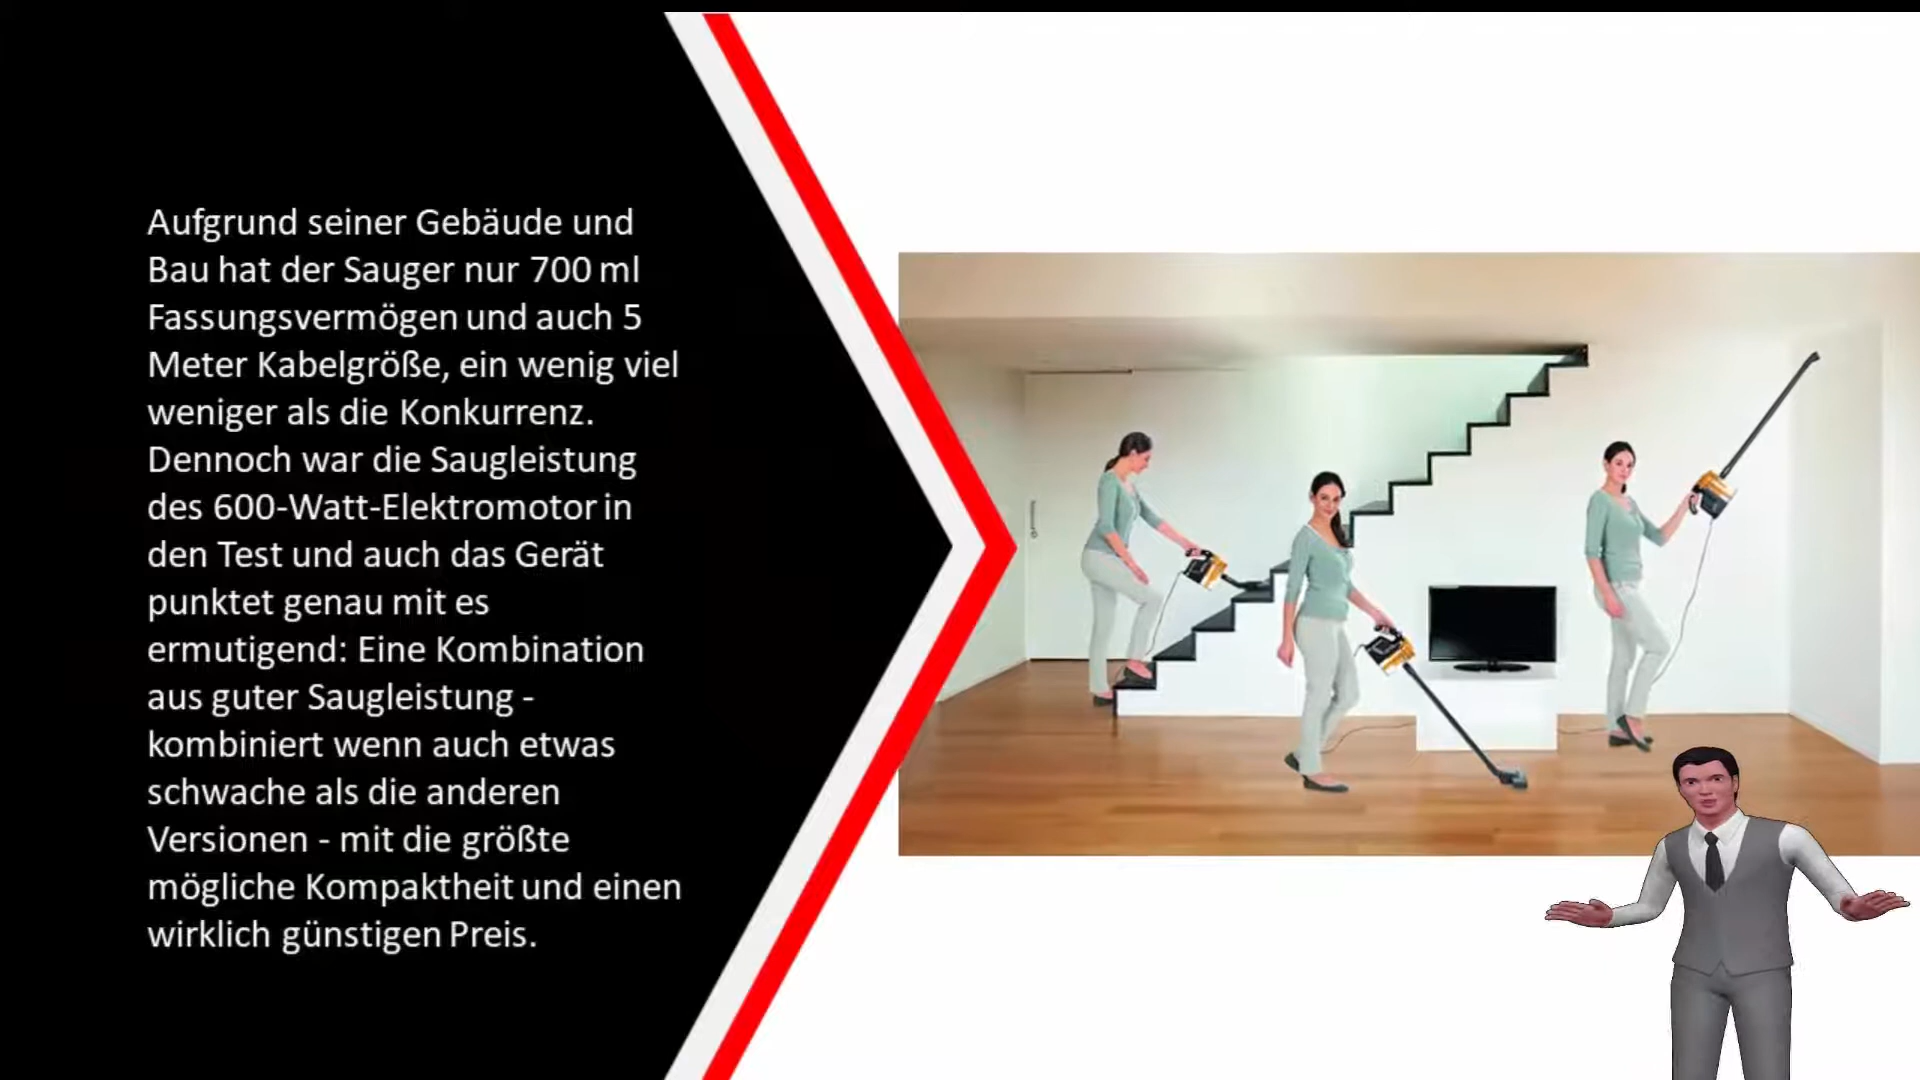 Aufgrund seiner Gebäude und
Bau hat der Sauger nur 700 ml
Fassungsvermögen und auch 5
Meter Kabelgröße, ein wenig viel
weniger als die Konkurrenz.
Dennoch war die Saugleistung
des 600-Watt-Elektromotor in
den Test und auch das Gerät
punktet genau mit es
ermutigend: Eine Kombination
aus guter Saugleistung -
kombiniert wenn auch etwas
schwache als die anderen
Versionen - mit die größte
mögliche Kompaktheit und einen
wirklich günstigen Preis.